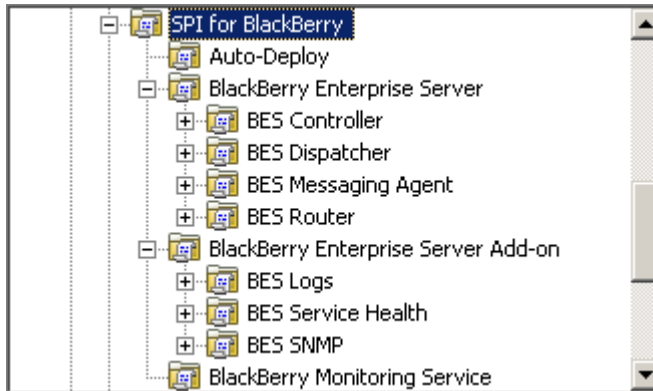 SPI for BlackBerry
Auto-Deploy
BlackBerry Enterprise Server
BES Controller
BES Dispatcher
BES Messaging Agent
BES Router
BlackBerry Enterprise Server Add-on
BES Logs
BES Service Health
BES SNMP
BlackBerry Monitoring Service